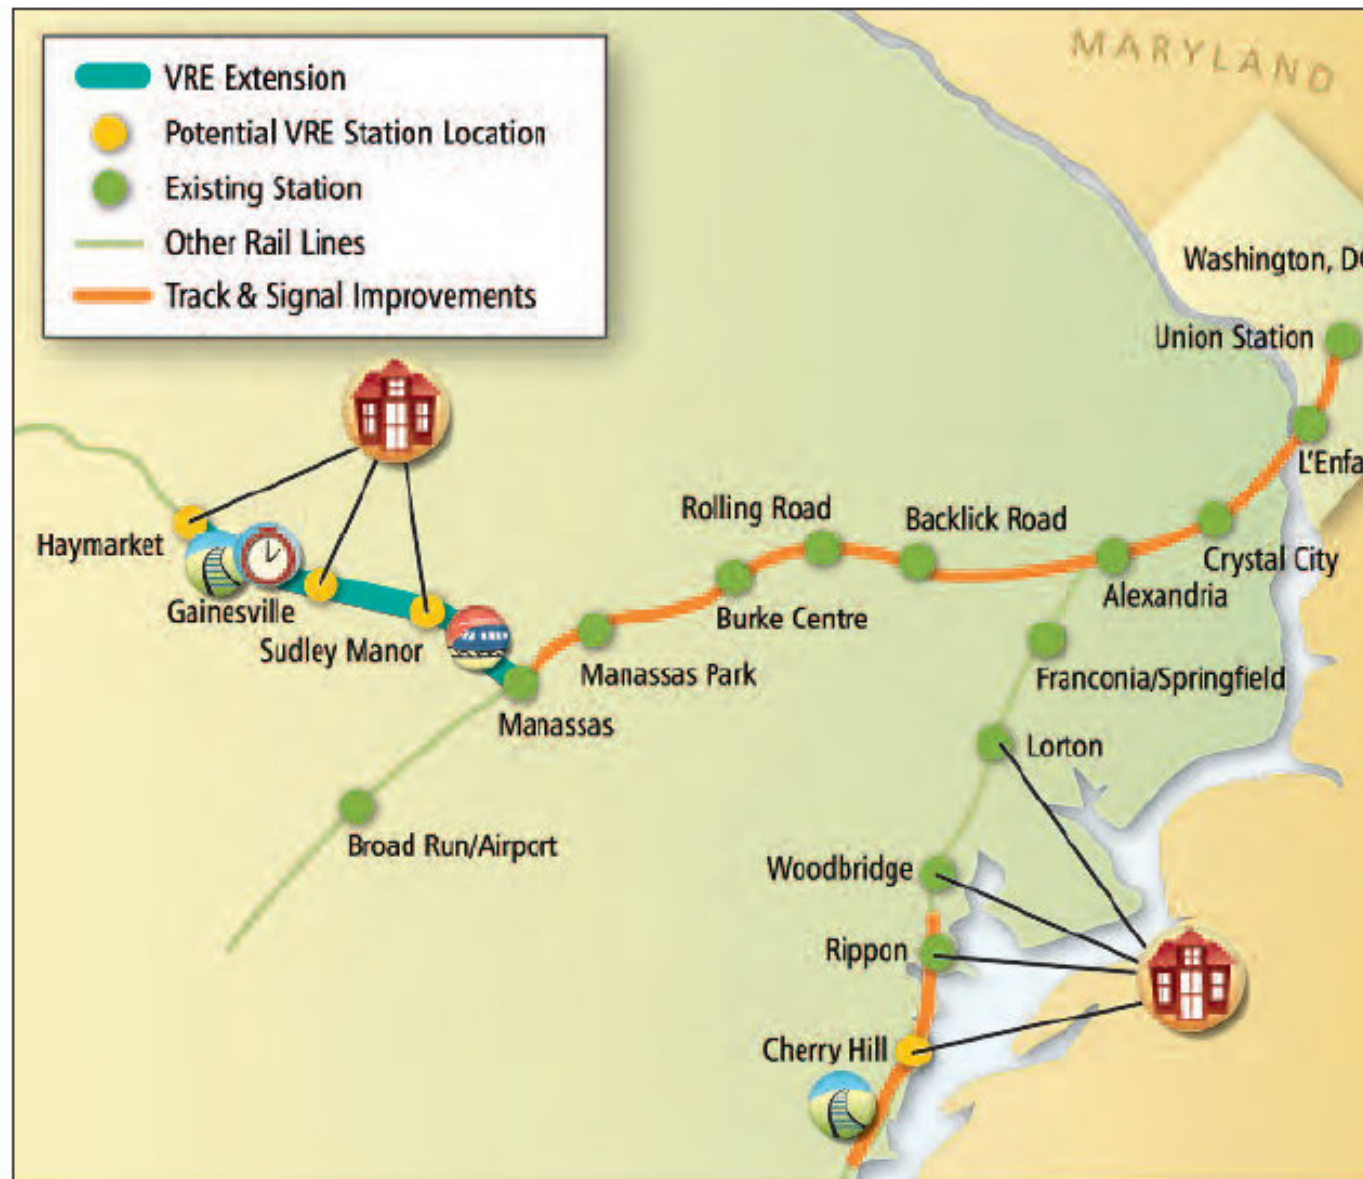 MARYLAND
VRE Extension
Potential VRE Station Location
Existing Station
Other Rail Lines
Track & Signal Improvements
Washington, DC
Union Station
L'Enfa
Rolling Road
Backlick Road
Crystal City
Haymarket
Alexandria
Gainesville
Burke Centre
Sudley Manor
Manassas Park
Franconia/Springfield
Manassas
Lorton
Broad Run/Airport
Woodbridge
Rippon
Cherry Hill